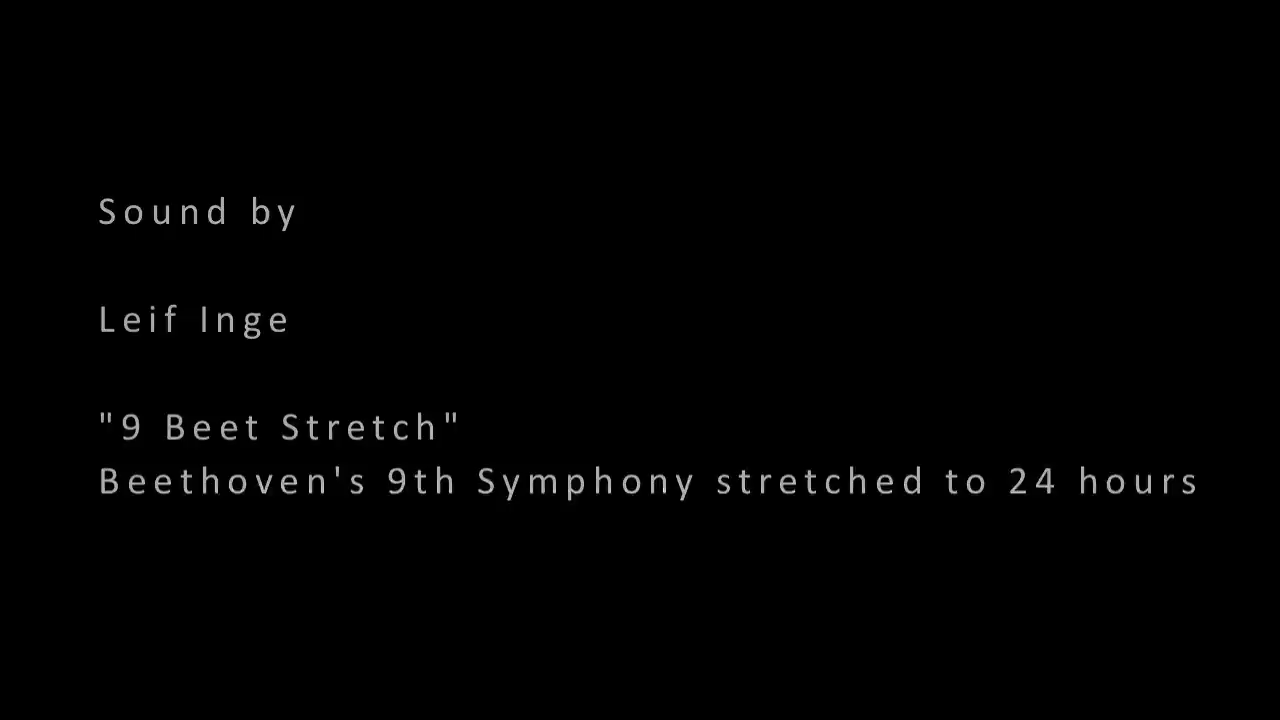 Sound by
Leif Inge
"9 Beet Stretch"
Beethoven's 9th Symphony stretched to 24 hours